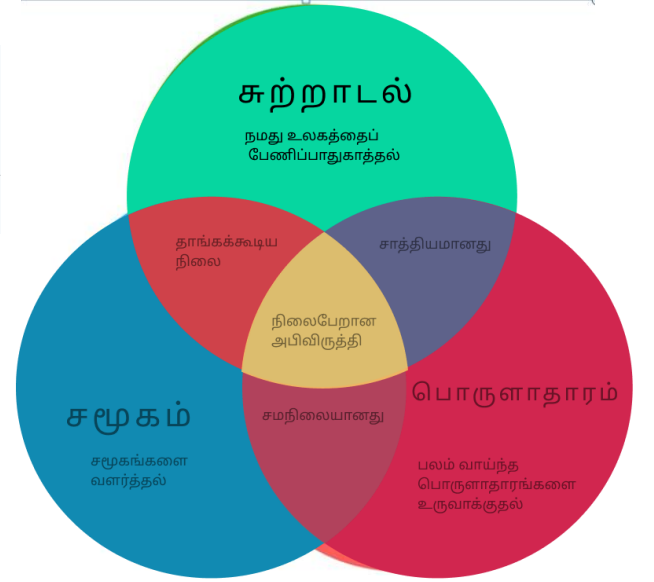 சுற்றாடல்
நமது உலகத்தைப்
பேணிப்பாதுகாத்தல்
தாங்கக்கூடிய
நிலை
சாத்தியமானது
நிலைபேறான
அபிவிருத்தி
சமூகம்
சமூகங்களை
வளர்த்தல்
சமநிலையானது
பொருளாதாரம்
பலம் வாய்ந்த
பொருளாதாரங்களை
உருவாக்குதல்